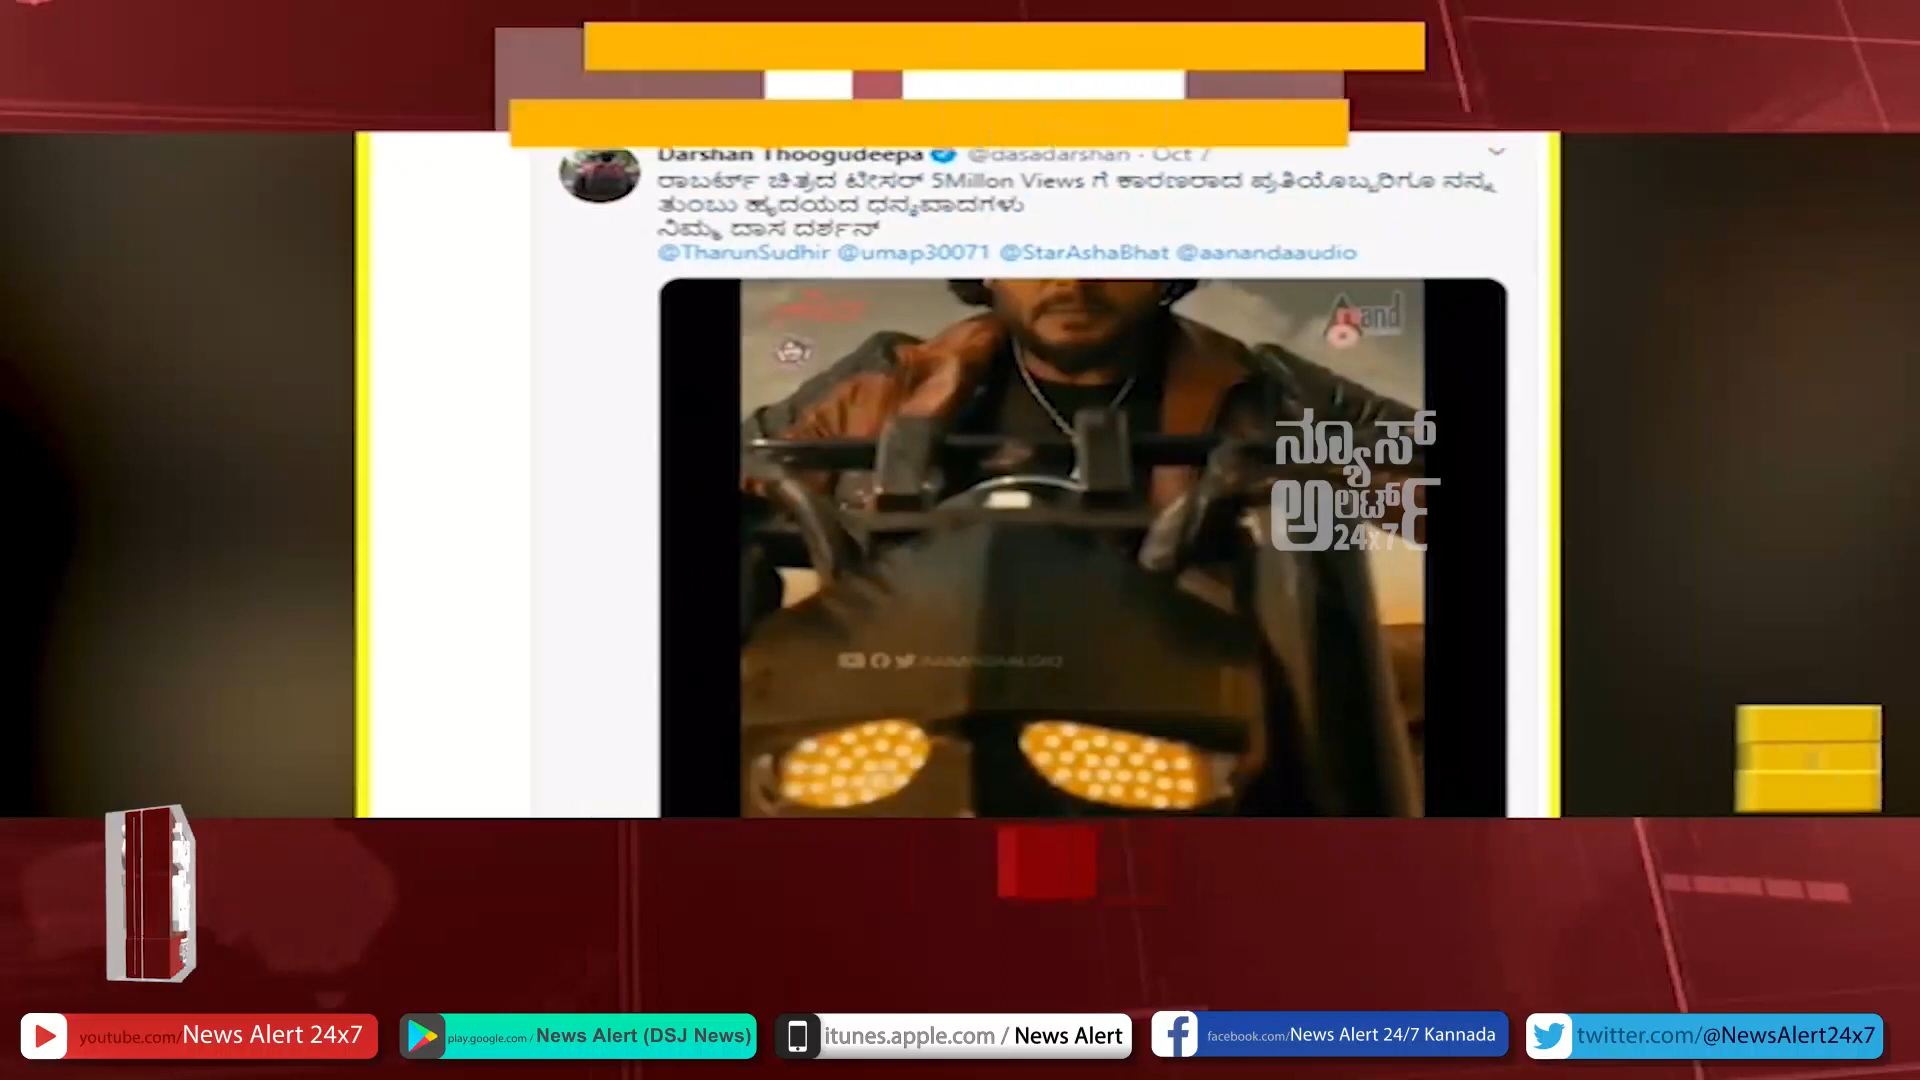 Darshan Thoogudeepa @dasadarshan · Oct 7
ರಾಬರ್ಟ್ ಚಿತ್ರದ ಟೀಸರ್ 5Millon Views ಗೆ ಕಾರಣರಾದ ಪ್ರತಿಯೊಬ್ಬರಿಗೂ ನನ್ನ
ತುಂಬು ಹೃದಯದ ಧನ್ಯವಾದಗಳು
ನಿಮ್ಮ ದಾಸ ದರ್ಶನ್
@TharunSudhir @umap30071 @StarAshaBhat @aanandaaudio
Anand
ನ್ಯೂಸ್
ಅಲರ್ಟ್
24x7
youtube.com/News Alert 24x7
play.google.com / News Alert (DSJ News)
itunes.apple.com / News Alert
facebook.com/News Alert 24/7 Kannada
twitter.com/@NewsAlert24x7